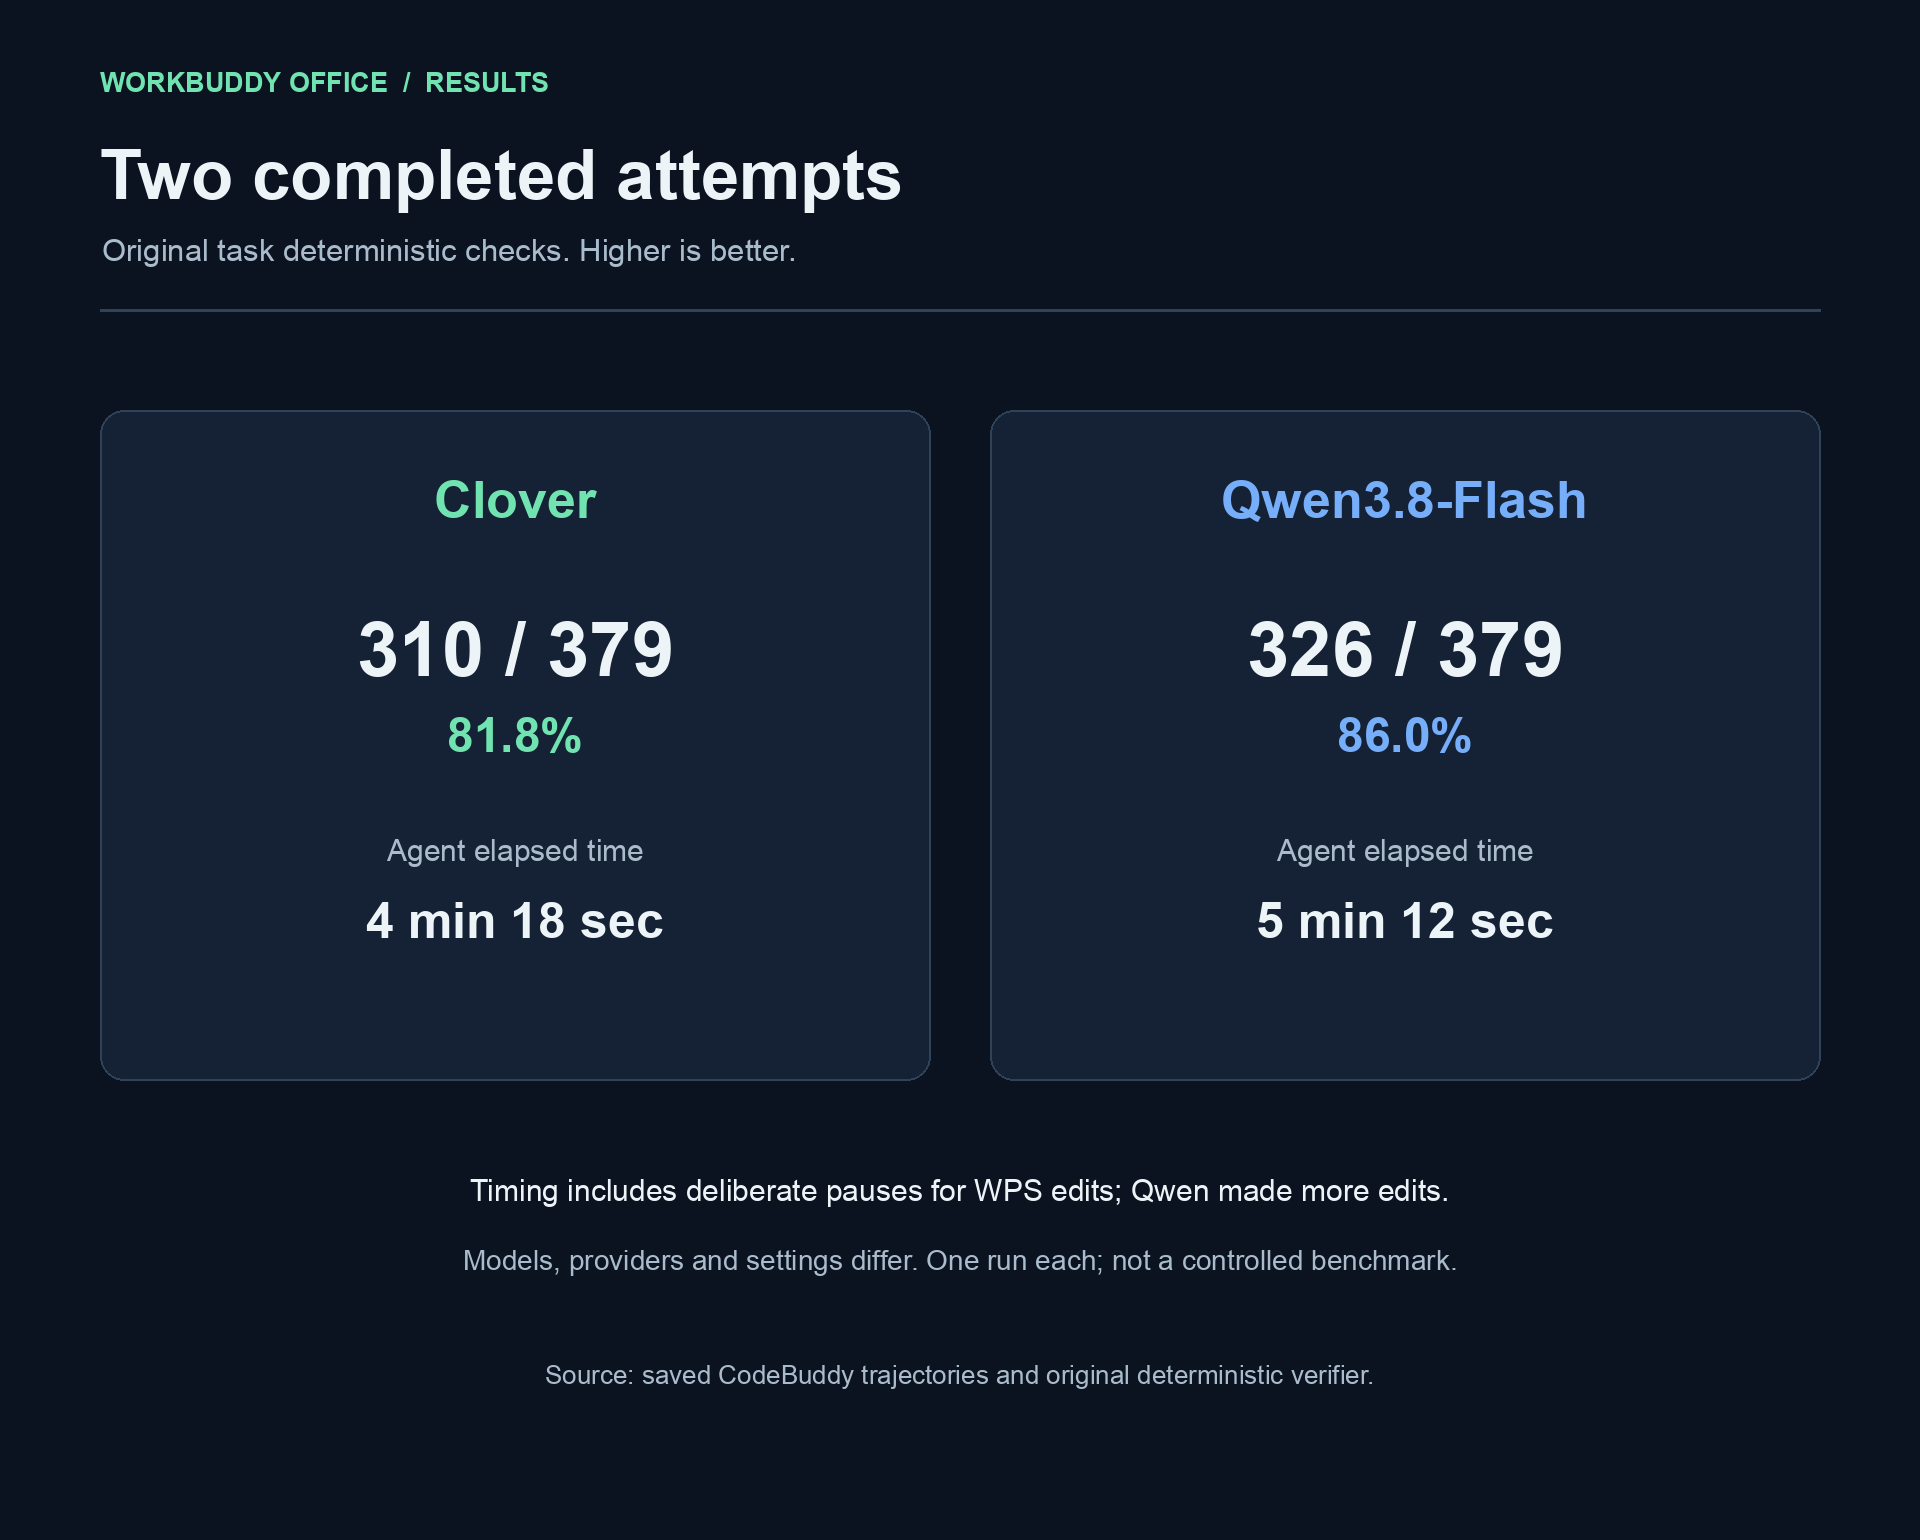 WORKBUDDY OFFICE / RESULTS
Two completed attempts
Original task deterministic checks. Higher is better.
Clover
310 / 379
81.8%
Agent elapsed time
4 min 18 sec
Qwen3.8-Flash
326 / 379
86.0%
Agent elapsed time
5 min 12 sec
Timing includes deliberate pauses for WPS edits; Qwen made more edits.
Models, providers and settings differ. One run each; not a controlled benchmark.
Source: saved CodeBuddy trajectories and original deterministic verifier.